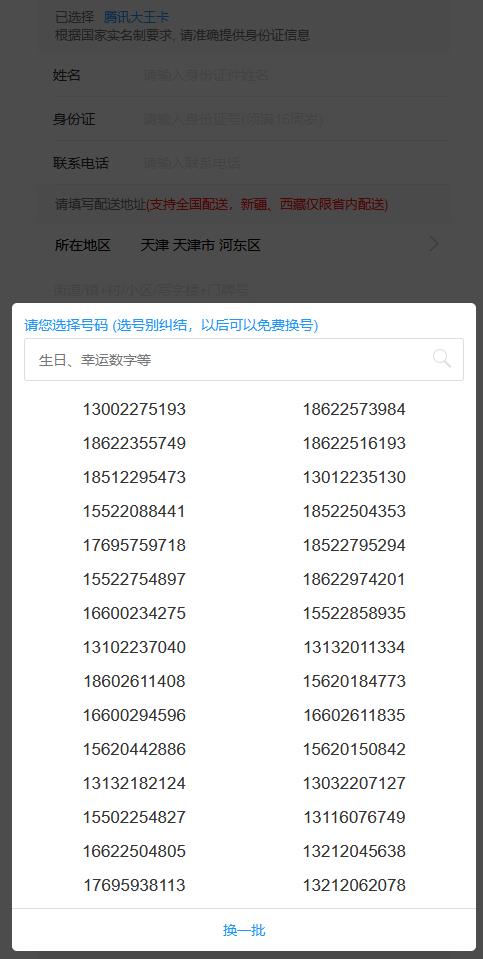 已选择 腾讯大王卡
根据国家实名制要求, 请准确提供身份证信息
姓名 请输入身份证件姓名
身份证 请输入身份证号(须满16周岁)
联系电话 请输入联系电话
请填写配送地址(支持全国配送，新疆、西藏仅限省内配送)
所在地区 天津 天津市 河东区
街道/镇+村/小区/写字楼+门牌号
请您选择号码 (选号别纠结，以后可以免费换号)
生日、幸运数字等
13002275193 18622573984
18622355749 18622516193
18512295473 13012235130
15522088441 18522504353
17695759718 18522795294
15522754897 18622974201
16600234275 15522858935
13102237040 13132011334
18602611408 15620184773
16600294596 16602611835
15620442886 15620150842
13132182124 13032207127
15502254827 13116076749
16622504805 13212045638
17695938113 13212062078
换一批